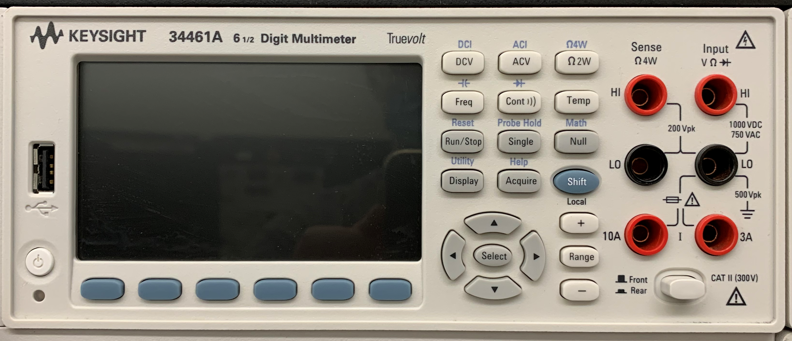 KEYSIGHT 34461A 6 1/2 Digit Multimeter Truevolt
DCI ACI Ω4W
DCV ACV Ω2W
Freq Cont Temp
Reset Probe Hold Math
Run/Stop Single Null
Utility Help
Display Acquire Shift
Local
+
Select Range
−
Sense Input
Ω4W VΩ
HI HI
1000 VDC
200 Vpk 750 VAC
LO LO
500 Vpk
10A I 3A
Front CAT II (300V)
Rear